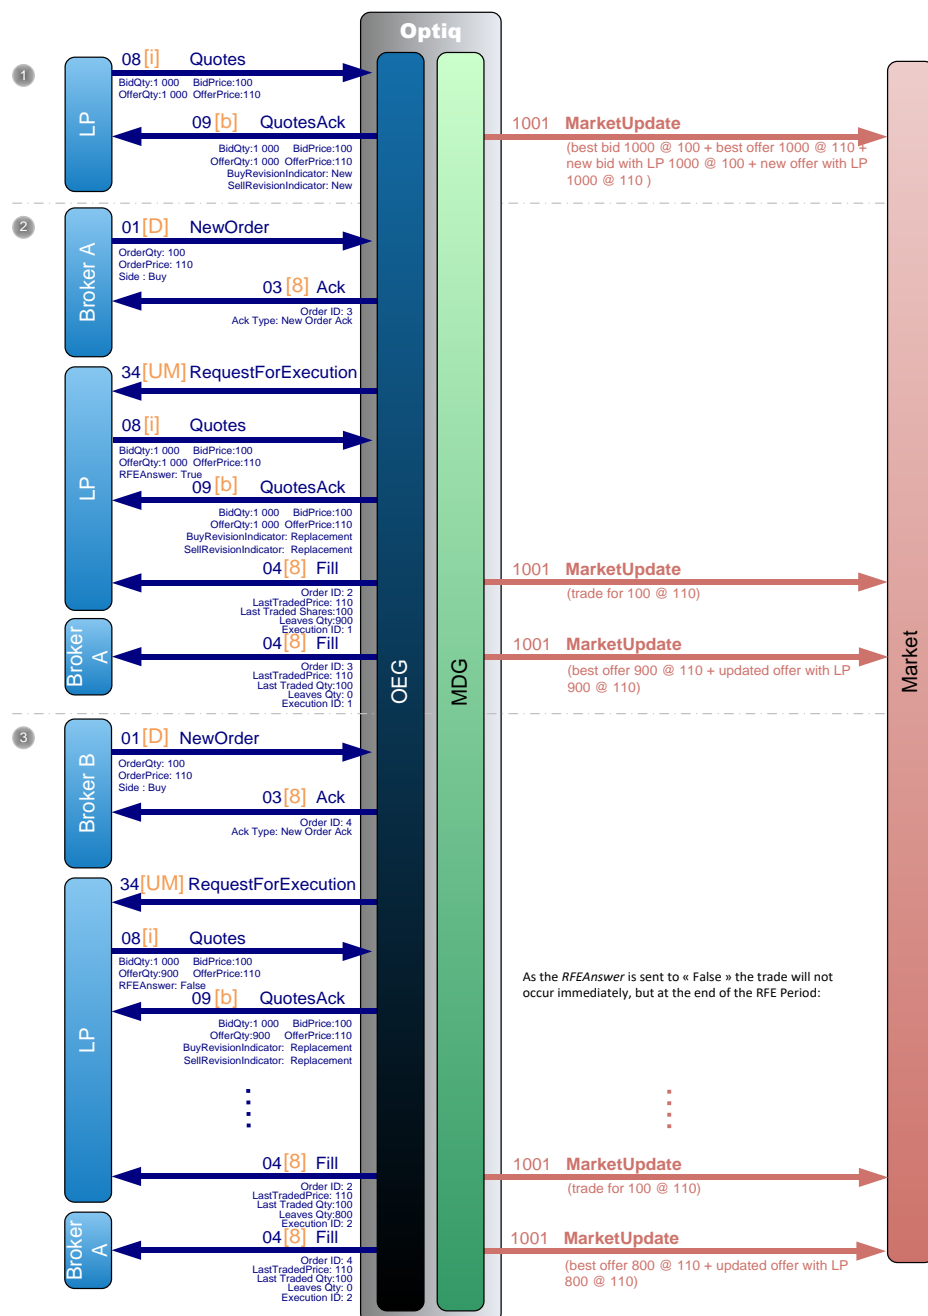 Optiq
1
08 [i] Quotes
BidQty:1 000 BidPrice:100
OfferQty:1 000 OfferPrice:110
LP
09 [b] QuotesAck
BidQty:1 000 BidPrice:100
OfferQty:1 000 OfferPrice:110
BuyRevisionIndicator: New
SellRevisionIndicator: New
1001 MarketUpdate
(best bid 1000 @ 100 + best offer 1000 @ 110 +
new bid with LP 1000 @ 100 + new offer with LP
1000 @ 110 )
2
Broker A
01 [D] NewOrder
OrderQty: 100
OrderPrice: 110
Side : Buy
03 [8] Ack
Order ID: 3
Ack Type: New Order Ack
34 [UM] RequestForExecution
LP
08 [i] Quotes
BidQty:1 000 BidPrice:100
OfferQty:1 000 OfferPrice:110
RFEAnswer: True
09 [b] QuotesAck
BidQty:1 000 BidPrice:100
OfferQty:1 000 OfferPrice:110
BuyRevisionIndicator: Replacement
SellRevisionIndicator: Replacement
04 [8] Fill
Order ID: 2
LastTradedPrice: 110
Last Traded Shares:100
Leaves Qty:900
Execution ID: 1
1001 MarketUpdate
(trade for 100 @ 110)
Broker
A
04 [8] Fill
Order ID: 3
LastTradedPrice: 110
Last Traded Qty:100
Leaves Qty: 0
Execution ID: 1
1001 MarketUpdate
(best offer 900 @ 110 + updated offer with LP
900 @ 110)
OEG
MDG
Market
3
Broker B
01 [D] NewOrder
OrderQty: 100
OrderPrice: 110
Side : Buy
03 [8] Ack
Order ID: 4
Ack Type: New Order Ack
34 [UM] RequestForExecution
LP
08 [i] Quotes
BidQty:1 000 BidPrice:100
OfferQty:900 OfferPrice:110
RFEAnswer: False
09 [b] QuotesAck
BidQty:1 000 BidPrice:100
OfferQty:900 OfferPrice:110
BuyRevisionIndicator: Replacement
SellRevisionIndicator: Replacement
As the RFEAnswer is sent to « False » the trade will not
occur immediately, but at the end of the RFE Period:
04 [8] Fill
Order ID: 2
LastTradedPrice: 110
Last Traded Qty:100
Leaves Qty:800
Execution ID: 2
1001 MarketUpdate
(trade for 100 @ 110)
Broker
A
04 [8] Fill
Order ID: 4
LastTradedPrice: 110
Last Traded Qty:100
Leaves Qty: 0
Execution ID: 2
1001 MarketUpdate
(best offer 800 @ 110 + updated offer with LP
800 @ 110)